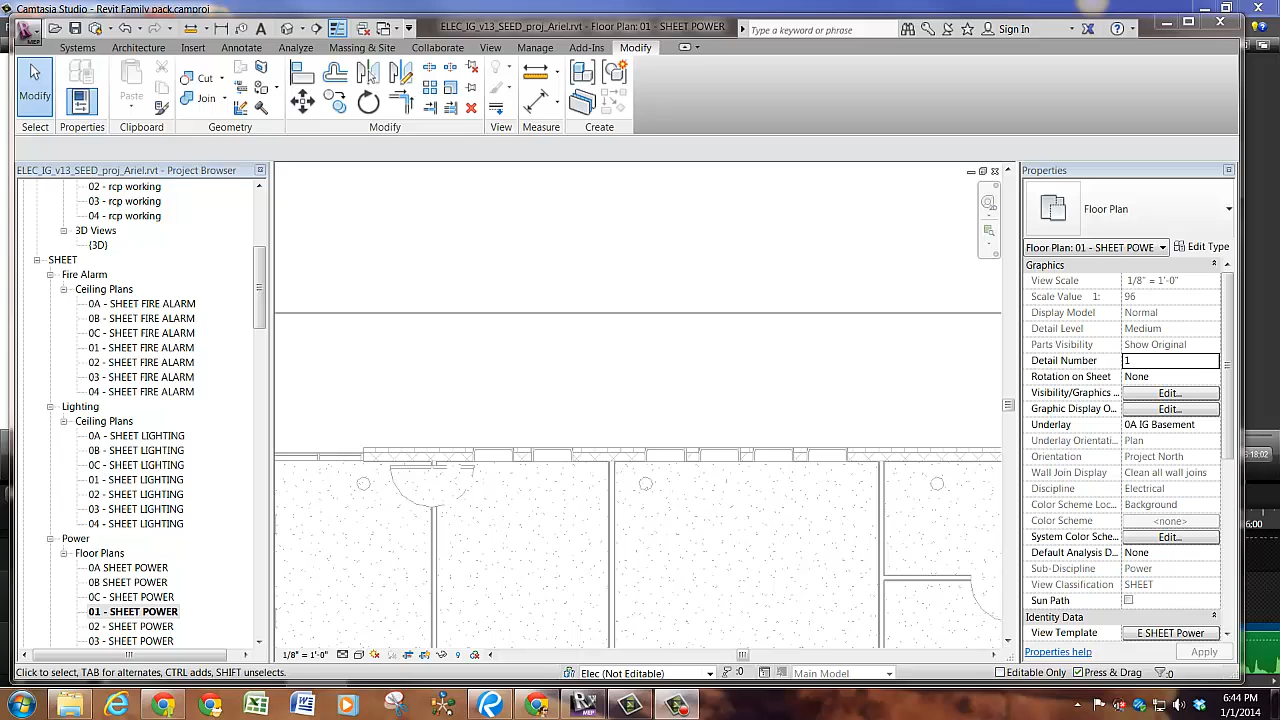 Camtasia Studio - Revit Family pack.camproj
ELEC_IG_v13_SEED_proj_Ariel.rvt - Floor Plan: 01 - SHEET POWER
Type a keyword or phrase
Sign In
MEP
Systems Architecture Insert Annotate Analyze Massing & Site Collaborate View Manage Add-Ins Modify
Modify
Paste
Cut
Join
Select Properties Clipboard Geometry Modify View Measure Create
ELEC_IG_v13_SEED_proj_Ariel.rvt - Project Browser
02 - rcp working
03 - rcp working
04 - rcp working
3D Views
{3D}
SHEET
Fire Alarm
Ceiling Plans
0A - SHEET FIRE ALARM
0B - SHEET FIRE ALARM
0C - SHEET FIRE ALARM
01 - SHEET FIRE ALARM
02 - SHEET FIRE ALARM
03 - SHEET FIRE ALARM
04 - SHEET FIRE ALARM
Lighting
Ceiling Plans
0A - SHEET LIGHTING
0B - SHEET LIGHTING
0C - SHEET LIGHTING
01 - SHEET LIGHTING
02 - SHEET LIGHTING
03 - SHEET LIGHTING
04 - SHEET LIGHTING
Power
Floor Plans
0A SHEET POWER
0B SHEET POWER
0C - SHEET POWER
01 - SHEET POWER
02 - SHEET POWER
03 - SHEET POWER
Properties
Floor Plan
Floor Plan: 01 - SHEET POWE
Edit Type
Graphics
View Scale 1/8" = 1'-0"
Scale Value 1: 96
Display Model Normal
Detail Level Medium
Parts Visibility Show Original
Detail Number 1
Rotation on Sheet None
Visibility/Graphics ... Edit...
Graphic Display O... Edit...
Underlay 0A IG Basement
Underlay Orientati... Plan
Orientation Project North
Wall Join Display Clean all wall joins
Discipline Electrical
Color Scheme Loc... Background
Color Scheme <none>
System Color Sche... Edit...
Default Analysis D... None
Sub-Discipline Power
View Classification SHEET
Sun Path
Identity Data
View Template E SHEET Power
Properties help
Apply
1/8" = 1'-0"
Click to select, TAB for alternates, CTRL adds, SHIFT unselects.
Elec (Not Editable)
:0
Main Model
Editable Only
Press & Drag
:0
6:44 PM
1/1/2014